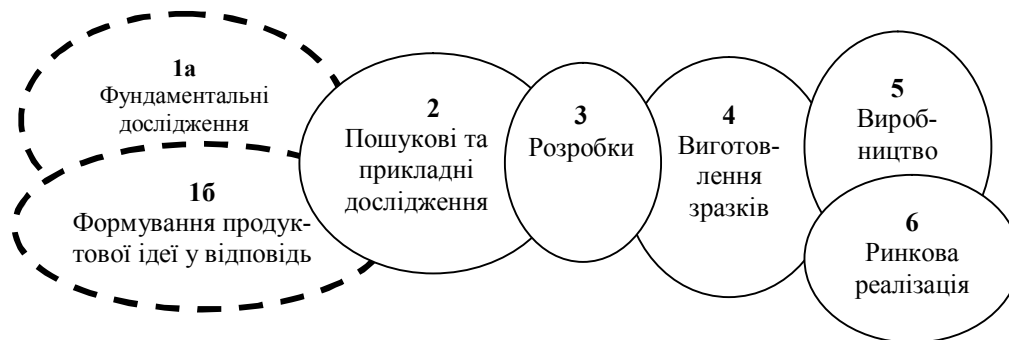 1а
Фундаментальні
дослідження
1б
Формування продук-
тової ідеї у відповідь
2
Пошукові та
прикладні
дослідження
3
Розробки
4
Виготов-
лення
зразків
5
Вироб-
ництво
6
Ринкова
реалізація